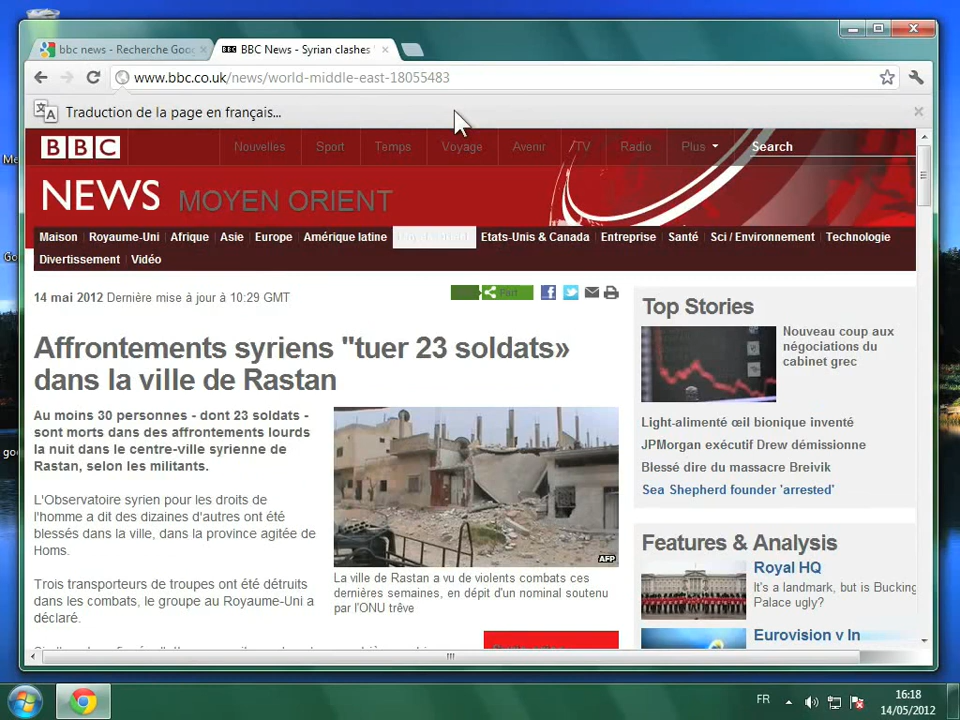 bbc news - Recherche Goo
BBC News - Syrian clashes '
www.bbc.co.uk/news/world-middle-east-18055483
Traduction de la page en français...
BBC
Nouvelles
Sport
Temps
Voyage
Avenir
TV
Radio
Plus
Search
NEWS MOYEN ORIENT
Maison
Royaume-Uni
Afrique
Asie
Europe
Amérique latine
Etats-Unis & Canada
Entreprise
Santé
Sci / Environnement
Technologie
Divertissement
Vidéo
14 mai 2012 Dernière mise à jour à 10:29 GMT
Part
Affrontements syriens "tuer 23 soldats»
dans la ville de Rastan
Au moins 30 personnes - dont 23 soldats -
sont morts dans des affrontements lourds
la nuit dans le centre-ville syrienne de
Rastan, selon les militants.
L'Observatoire syrien pour les droits de
l'homme a dit des dizaines d'autres ont été
blessés dans la ville, dans la province agitée de
Homs.
Trois transporteurs de troupes ont été détruits
dans les combats, le groupe au Royaume-Uni a
déclaré.
AFP
La ville de Rastan a vu de violents combats ces
dernières semaines, en dépit d'un nominal soutenu
par l'ONU trêve
Top Stories
Nouveau coup aux
négociations du
cabinet grec
Light-alimenté œil bionique inventé
JPMorgan exécutif Drew démissionne
Blessé dire du massacre Breivik
Sea Shepherd founder 'arrested'
Features & Analysis
Royal HQ
It's a landmark, but is Bucking
Palace ugly?
Eurovision v In
FR
16:18
14/05/2012